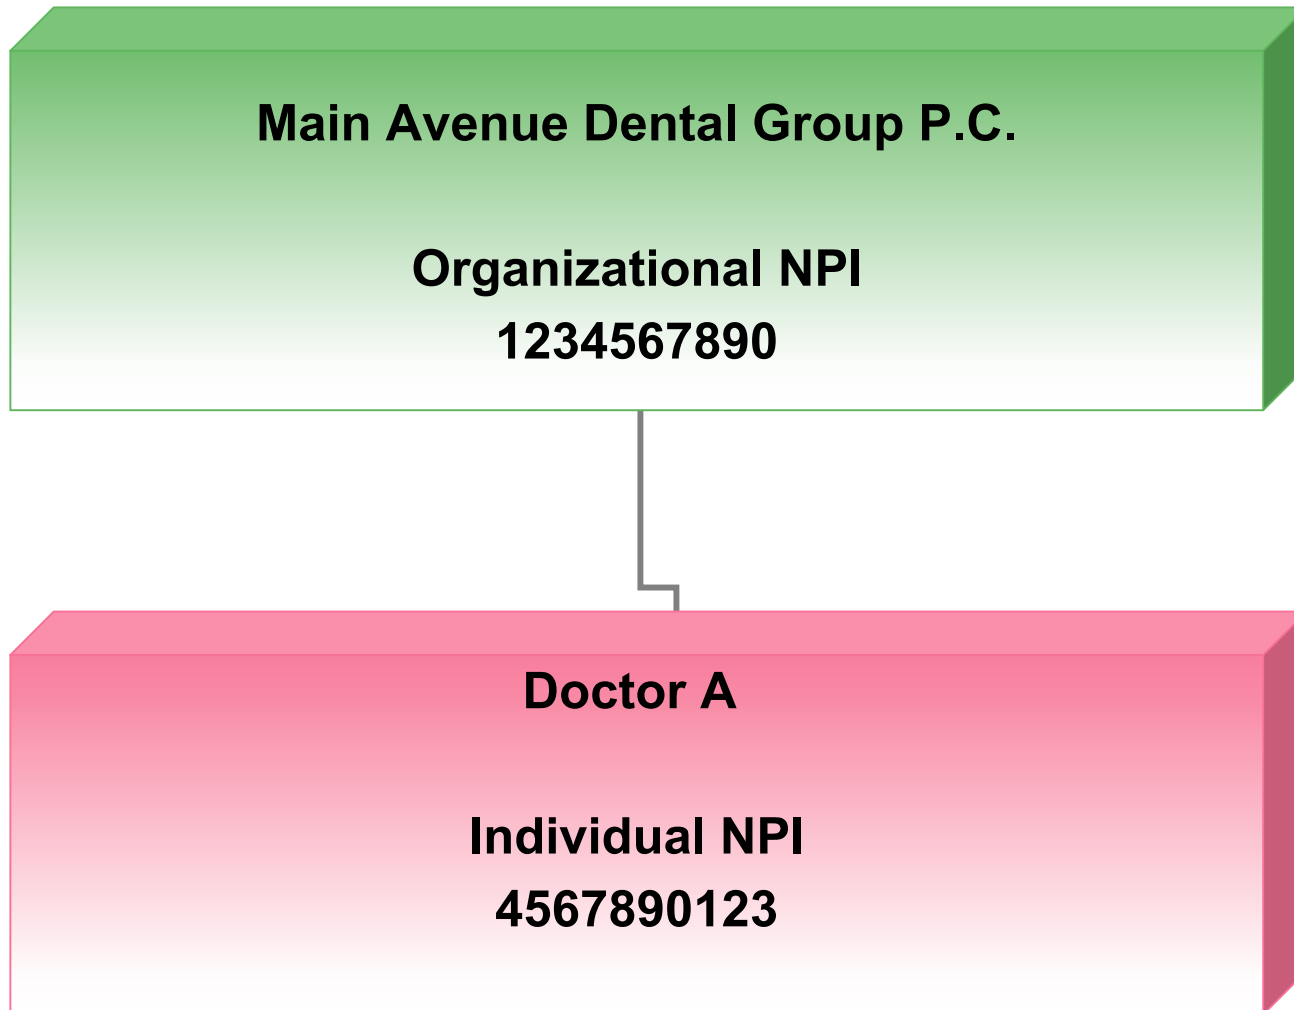 Main Avenue Dental Group P.C.
Organizational NPI
1234567890
Doctor A
Individual NPI
4567890123